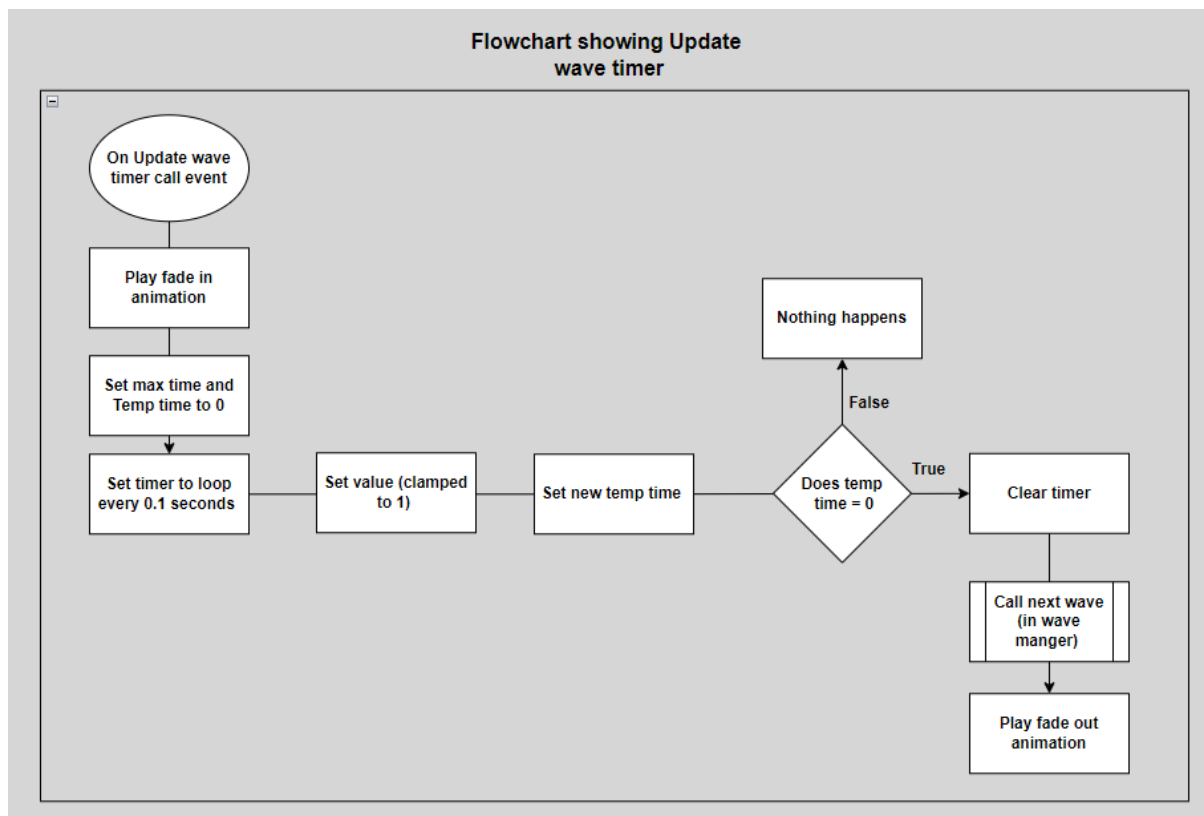 Flowchart showing Update
wave timer
On Update wave
timer call event
Play fade in
animation
Set max time and
Temp time to 0
Set timer to loop
every 0.1 seconds
Set value (clamped
to 1)
Set new temp time
Does temp
time = 0
False
Nothing happens
True
Clear timer
Call next wave
(in wave
manger)
Play fade out
animation